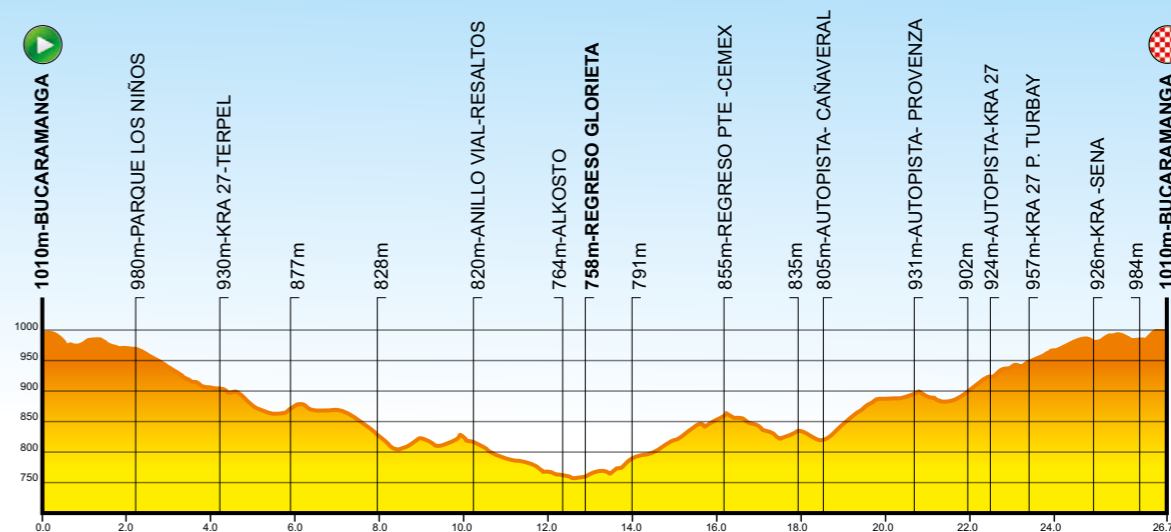 1010m-BUCARAMANGA
980m-PARQUE LOS NIÑOS
930m-KRA 27-TERPEL
877m
828m
820m-ANILLO VIAL-RESALTOS
764m-ALKOSTO
758m-REGRESO GLORIETA
791m
855m-REGRESO PTE -CEMEX
835m
805m-AUTOPISTA- CAÑAVERAL
931m-AUTOPISTA- PROVENZA
902m
924m-AUTOPISTA-KRA 27
957m-KRA 27 P. TURBAY
926m-KRA -SENA
984m
1010m-BUCARAMANGA
1000
950
900
850
800
750
0.0 2.0 4.0 6.0 8.0 10.0 12.0 14.0 16.0 18.0 20.0 22.0 24.0 26.7